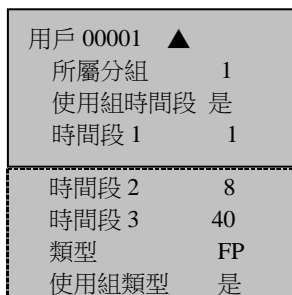 用戶 00001 ▲
所屬分組 1
使用組時間段 是
時間段 1 1
時間段 2 8
時間段 3 40
類型 FP
使用組類型 是